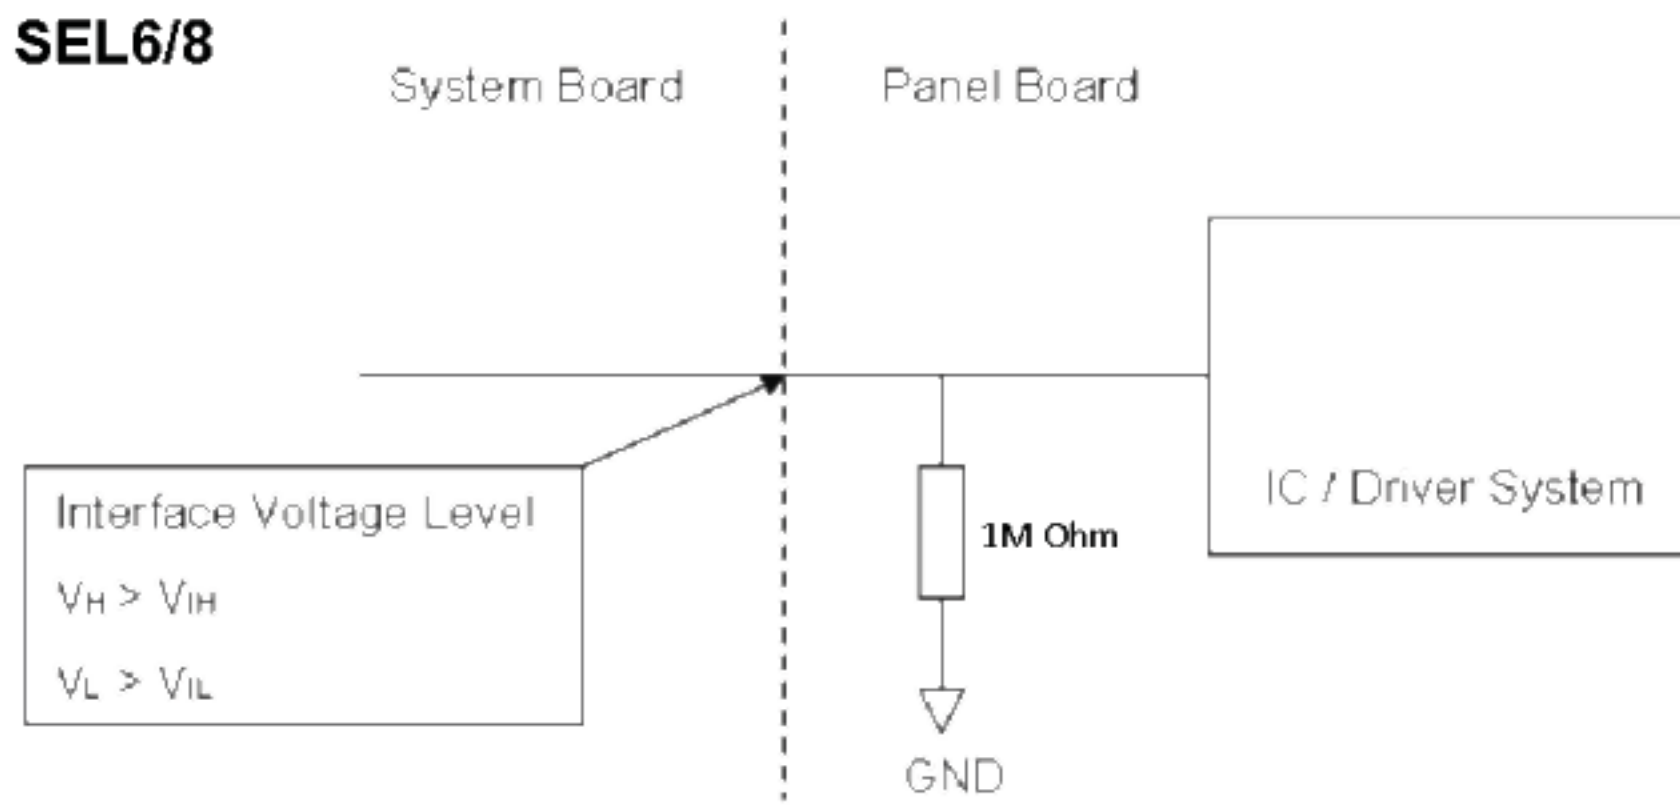 SEL6/8
System Board
Panel Board
Interface Voltage Level
VH > VIH
VL > VIL
1M Ohm
IC / Driver System
GND